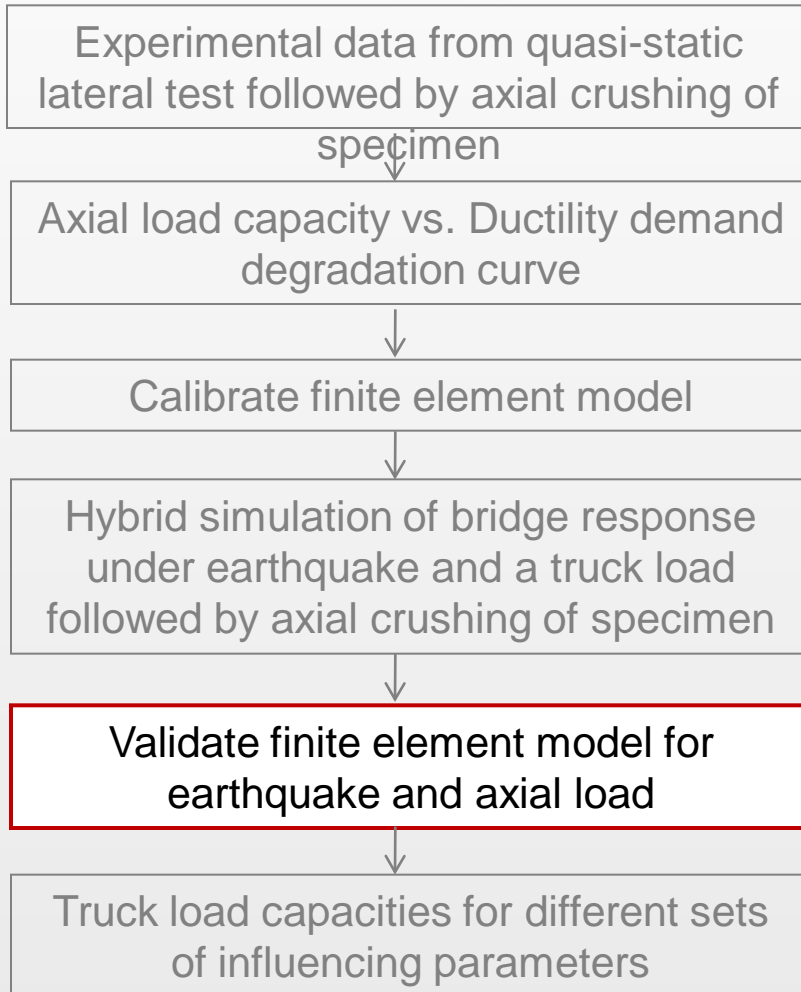 Experimental data from quasi-static
lateral test followed by axial crushing of
specimen
Axial load capacity vs. Ductility demand
degradation curve
Calibrate finite element model
Hybrid simulation of bridge response
under earthquake and a truck load
followed by axial crushing of specimen
Validate finite element model for
earthquake and axial load
Truck load capacities for different sets
of influencing parameters